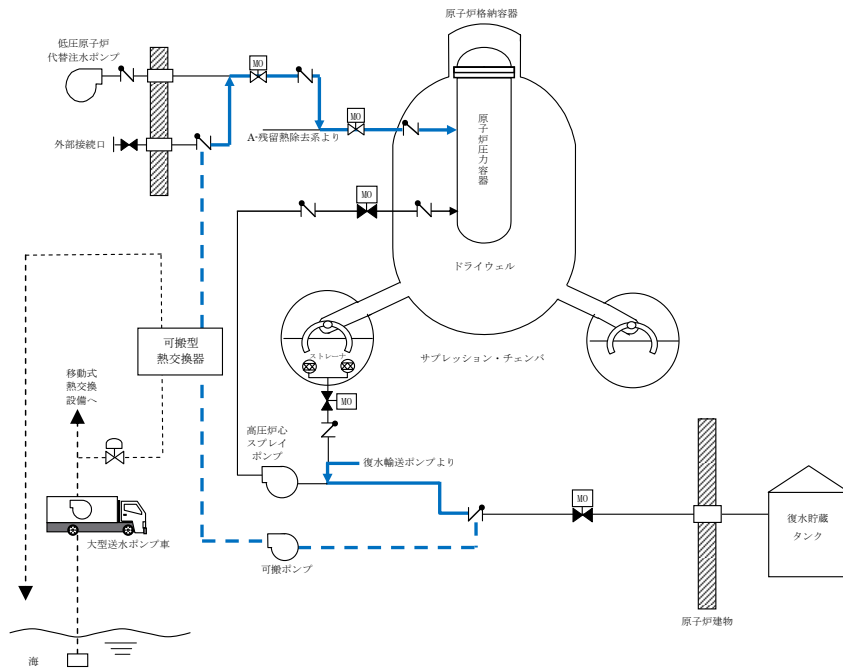 原子炉格納容器
低圧原子炉
代替注水ポンプ
MO
MO
A-残留熱除去系より
外部接続口
原子炉圧力容器
MO
ドライウェル
可搬型
熱交換器
ストレーナ
サプレッション・チェンバ
移動式
熱交換
設備へ
MO
高圧炉心
スプレイ
ポンプ
復水輸送ポンプより
MO
復水貯蔵
タンク
大型送水ポンプ車
可搬ポンプ
原子炉建物
海